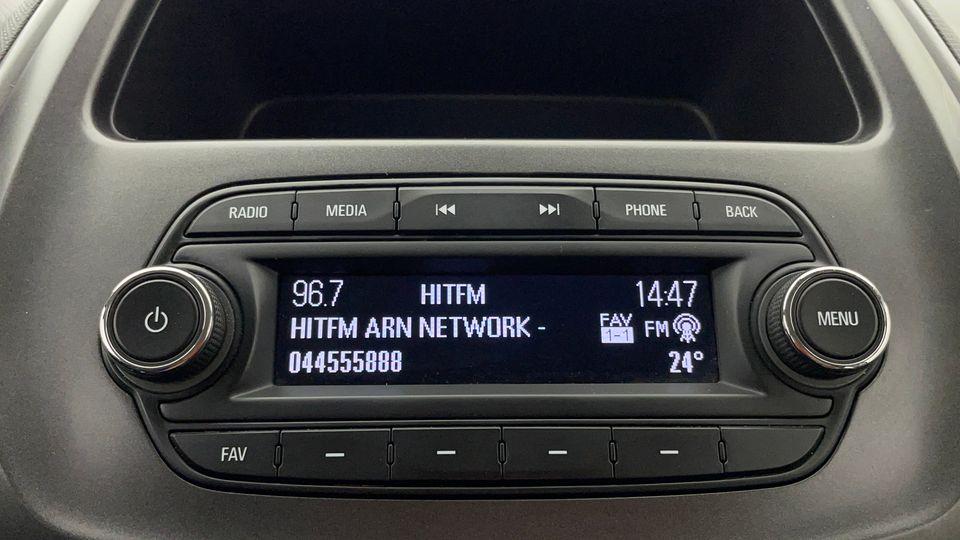 RADIO MEDIA PHONE BACK
96.7 HITFM 14:47
HITFM ARN NETWORK - FAV 1-1 FM
044555888 24°
MENU
FAV